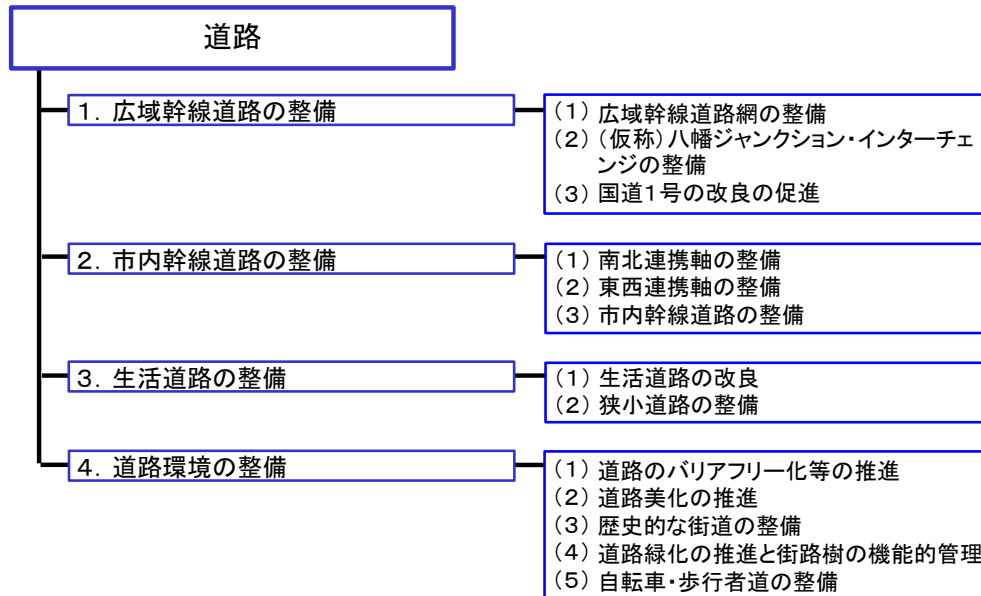 道路
１．広域幹線道路の整備
（１）広域幹線道路網の整備
（２）（仮称）八幡ジャンクション・インターチェ
ンジの整備
（３）国道１号の改良の促進
２．市内幹線道路の整備
（１）南北連携軸の整備
（２）東西連携軸の整備
（３）市内幹線道路の整備
３．生活道路の整備
（１）生活道路の改良
（２）狭小道路の整備
４．道路環境の整備
（１）道路のバリアフリー化等の推進
（２）道路美化の推進
（３）歴史的な街道の整備
（４）道路緑化の推進と街路樹の機能的管理
（５）自転車・歩行者道の整備